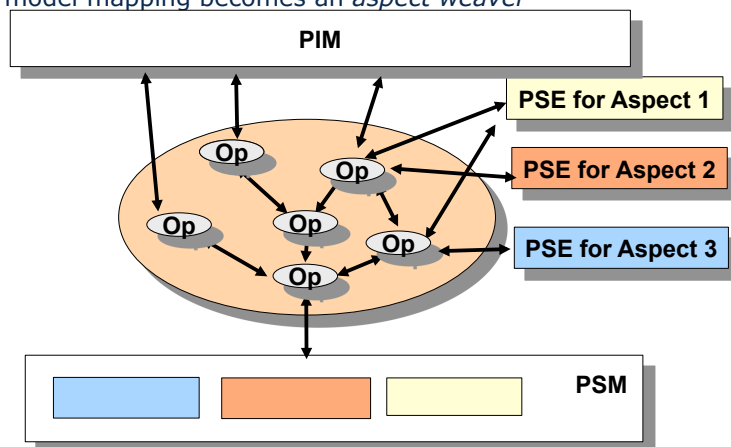 model mapping becomes an aspect weaver
PIM
PSE for Aspect 1
Op
Op
PSE for Aspect 2
Op
Op
Op
PSE for Aspect 3
Op
PSM